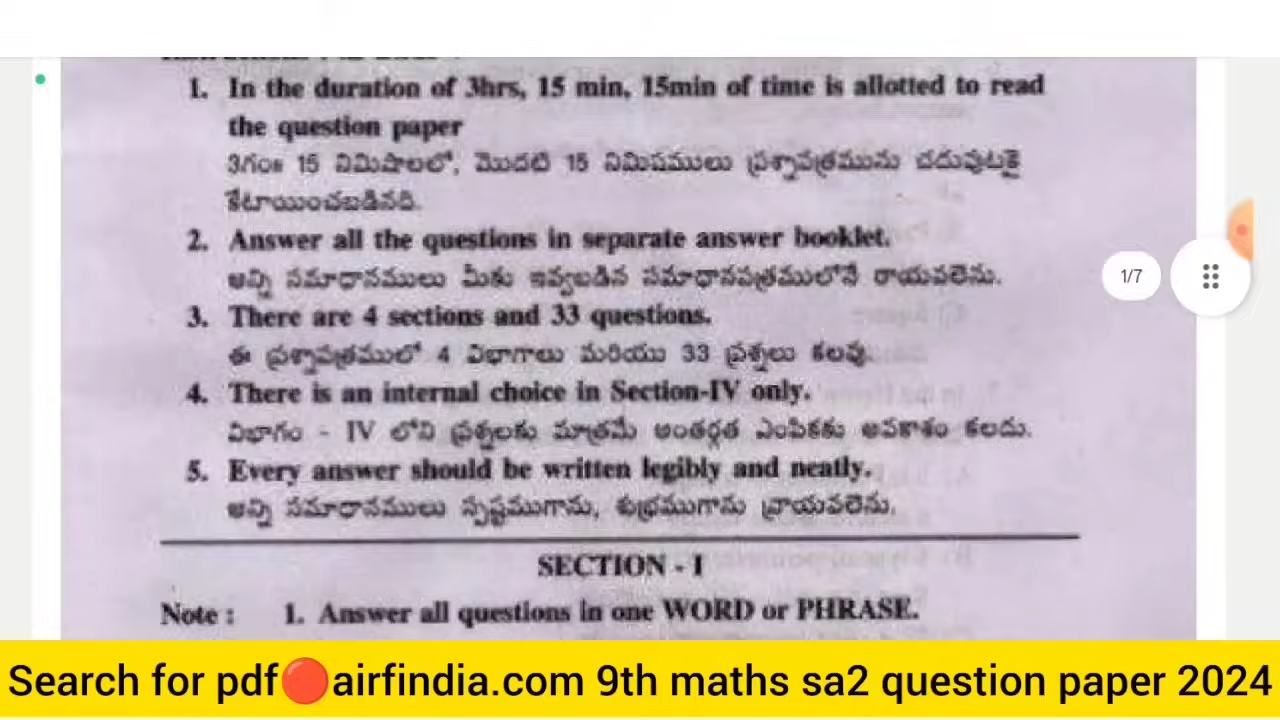 1. In the duration of 3hrs, 15 min, 15min of time is allotted to read
the question paper
3గంః 15 నిమిషాలలో, మొదటి 15 నిమిషములు ప్రశ్నాపత్రమును చదువుటకై
కేటాయించబడినది.
2. Answer all the questions in separate answer booklet.
అన్ని సమాధానములు మీకు ఇవ్వబడిన సమాధానపత్రములోనే రాయవలెను.
3. There are 4 sections and 33 questions.
ఈ ప్రశ్నాపత్రములో 4 విభాగాలు మరియు 33 ప్రశ్నలు కలవు.
1/7
4. There is an internal choice in Section-IV only.
విభాగం - IV లోని ప్రశ్నలకు మాత్రమే అంతర్గత ఎంపికకు అవకాశం కలదు.
5. Every answer should be written legibly and neatly.
అన్ని సమాధానములు స్పష్టముగాను, శుభ్రముగాను వ్రాయవలెను.
SECTION - I
Note : 1. Answer all questions in one WORD or PHRASE.
Search for pdf🔴airfindia.com 9th maths sa2 question paper 2024